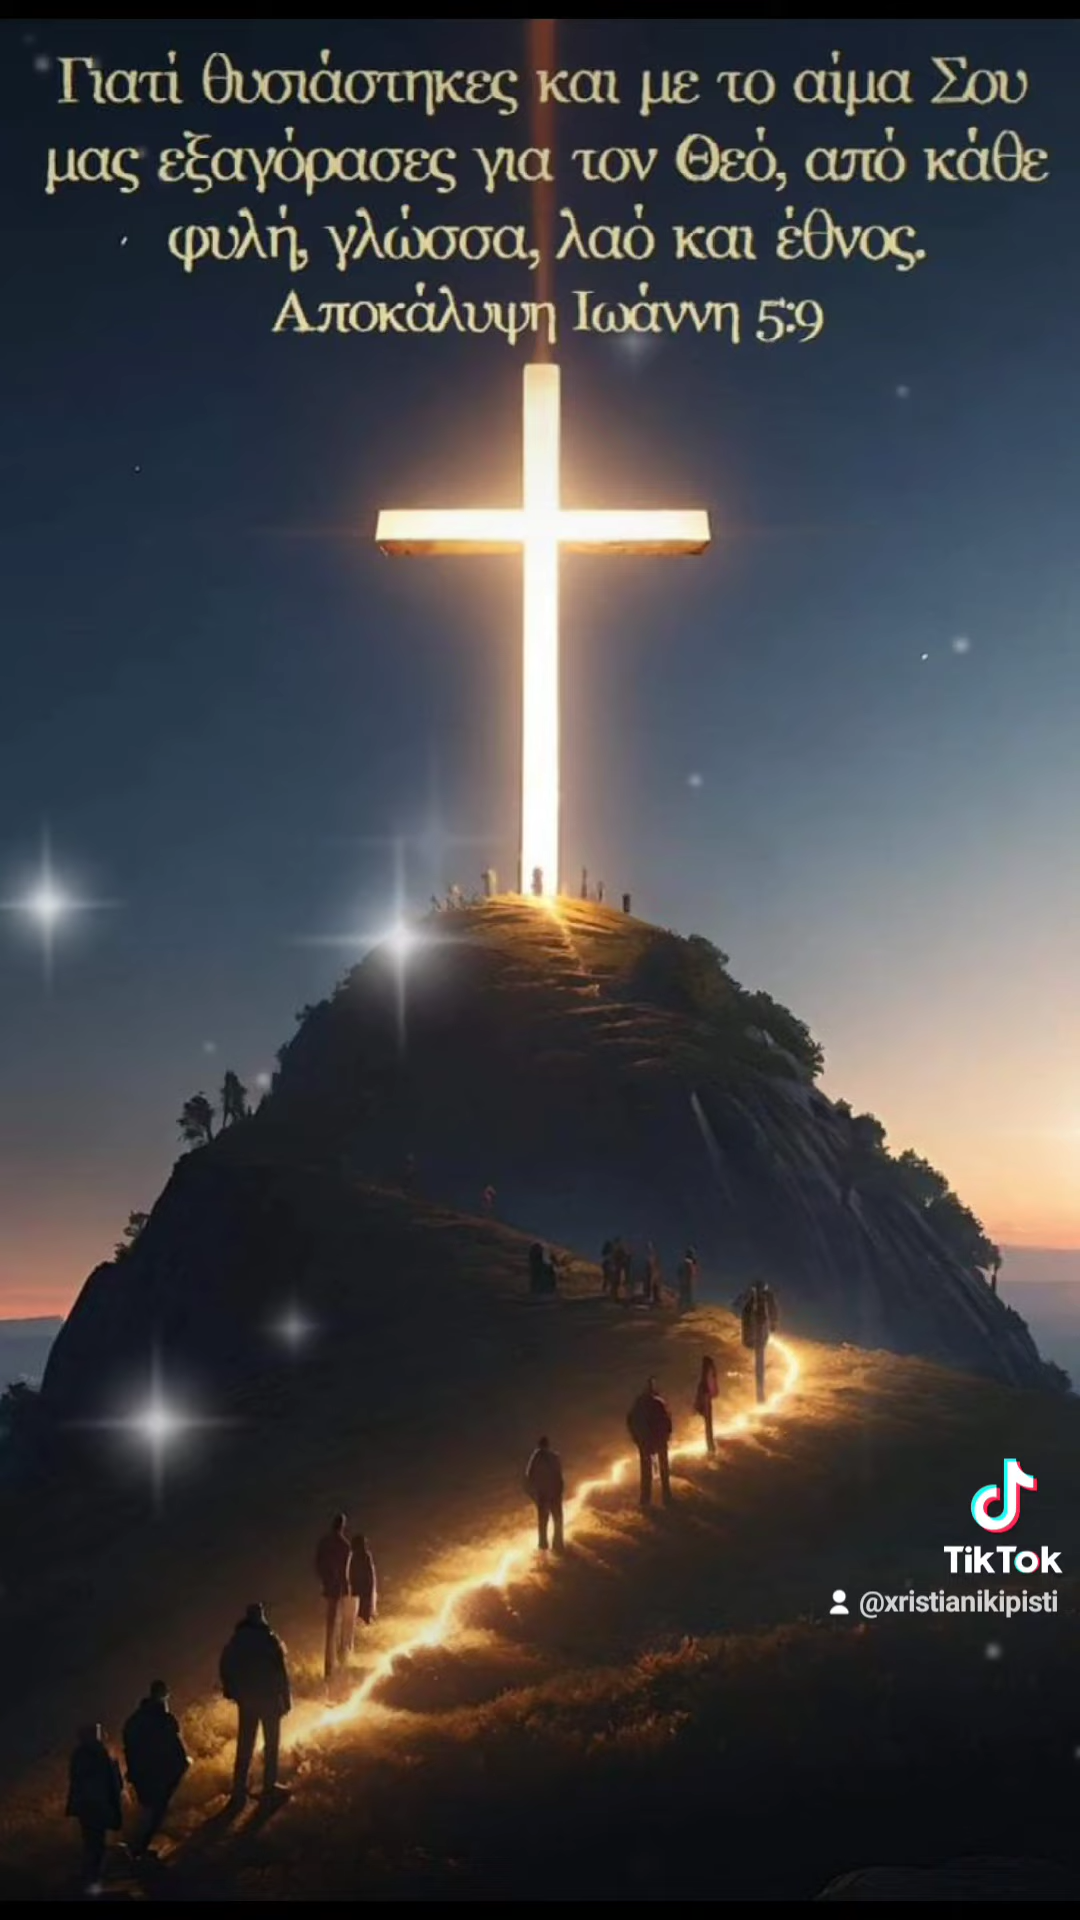 Γιατί θυσιάστηκες και με το αίμα Σου
μας εξαγόρασες για τον Θεό, από κάθε
φυλή, γλώσσα, λαό και έθνος.
Αποκάλυψη Ιωάννη 5:9
TikTok
@xristianikipisti